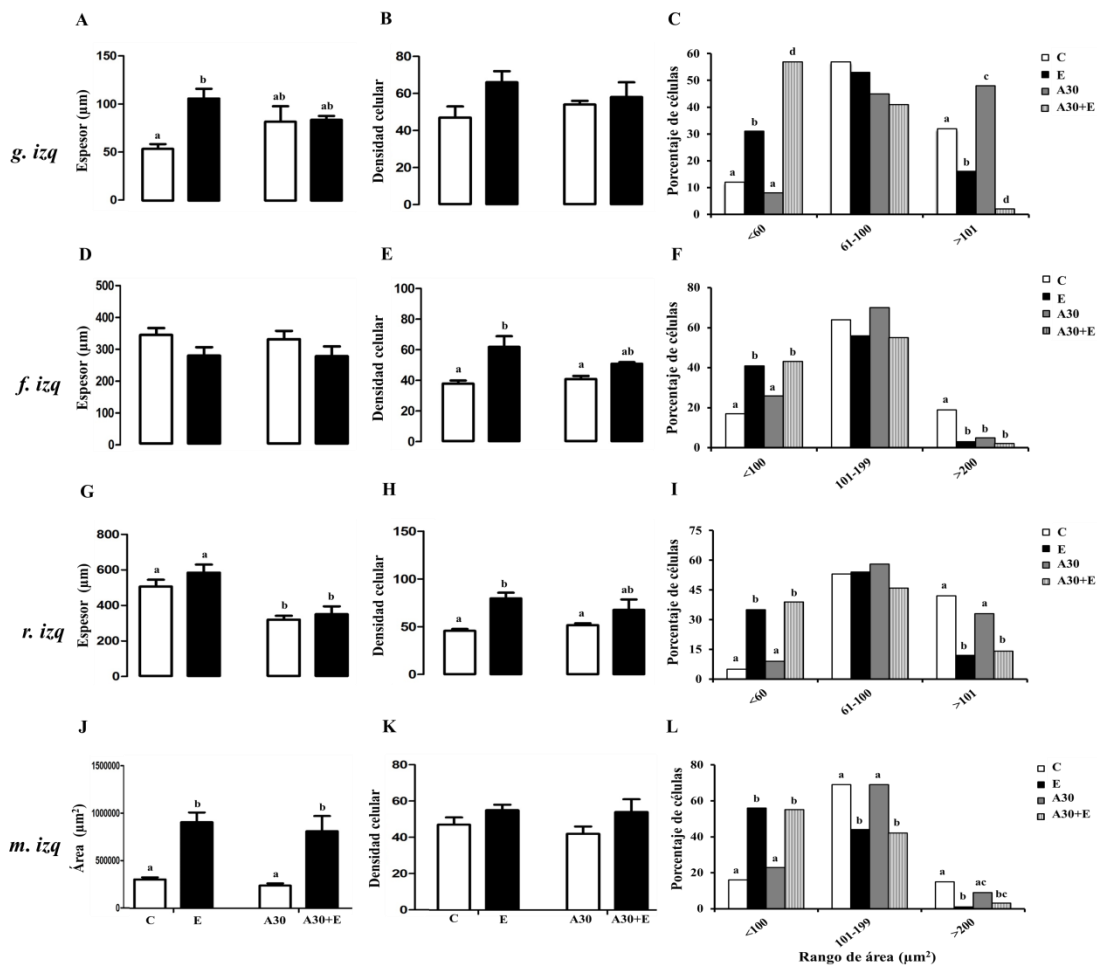 A
B
C
g. izq
Espesor (µm)
150
100
50
0
a
b
ab
ab
Densidad celular
80
60
40
20
0
Porcentaje de células
60
50
40
30
20
10
0
a
b
a
d
a
b
c
d
<60
61-100
>101
C
E
A30
A30+E
D
E
F
f. izq
Espesor (µm)
500
400
300
200
100
0
Densidad celular
100
80
60
40
20
0
a
b
a
ab
Porcentaje de células
80
60
40
20
0
a
b
a
b
a
b
b
b
<100
101-199
>200
C
E
A30
A30+E
G
H
I
r. izq
Espesor (µm)
800
600
400
200
0
a
a
b
b
Densidad celular
150
100
50
0
a
b
a
ab
Porcentaje de células
75
60
45
30
15
0
a
b
a
b
a
b
a
b
<60
61-100
>101
C
E
A30
A30+E
J
K
L
m. izq
Área (µm²)
1500000
1000000
500000
0
a
b
a
b
C
E
A30
A30+E
Densidad celular
80
60
40
20
0
C
E
A30
A30+E
Porcentaje de células
80
60
40
20
0
a
b
a
b
a
b
a
b
a
b
ac
bc
<100
101-199
>200
Rango de área (µm²)
C
E
A30
A30+E